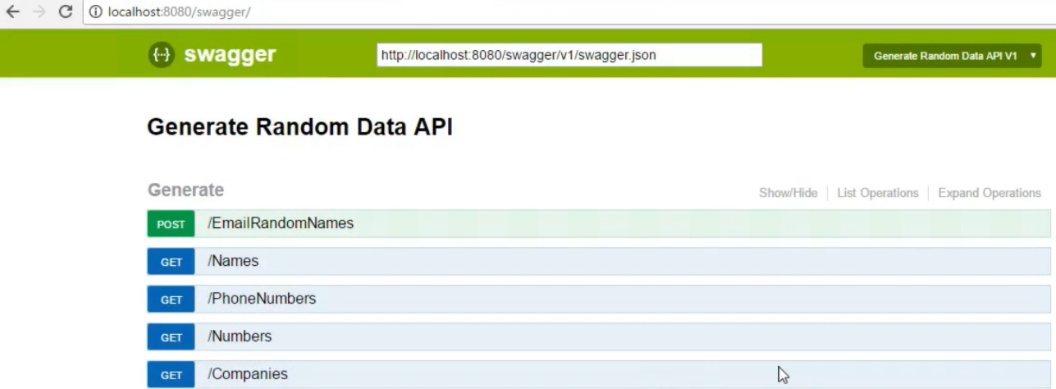 localhost:8080/swagger/
{··} swagger
http://localhost:8080/swagger/v1/swagger.json
Generate Random Data API V1
Generate Random Data API
Generate
Show/Hide | List Operations | Expand Operations
POST /EmailRandomNames
GET /Names
GET /PhoneNumbers
GET /Numbers
GET /Companies